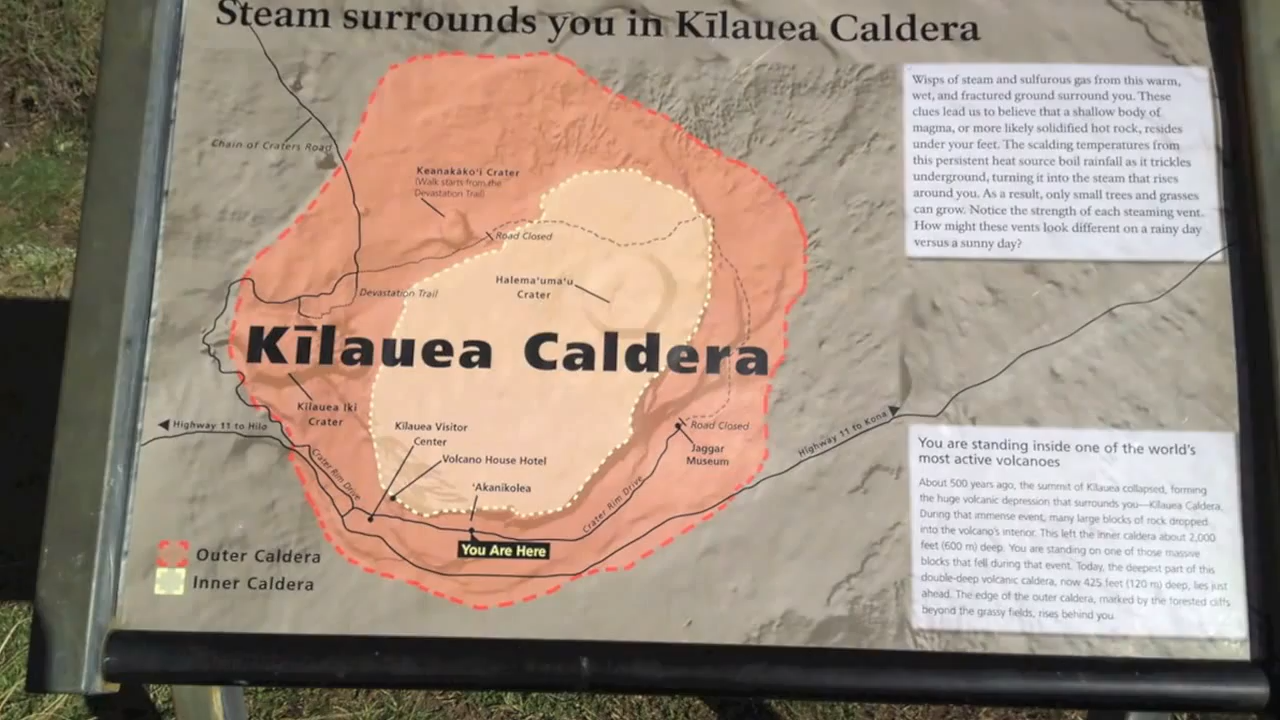 Steam surrounds you in Kīlauea Caldera
Wisps of steam and sulfurous gas from this warm,
wet, and fractured ground surround you. These
clues lead us to believe that a shallow body of
magma, or more likely solidified hot rock, resides
under your feet. The scalding temperatures from
this persistent heat source boil rainfall as it trickles
underground, turning it into the steam that rises
around you. As a result, only small trees and grasses
can grow. Notice the strength of each steaming vent.
How might these vents look different on a rainy day
versus a sunny day?
Chain of Craters Road
Keanakākoʻi Crater
(Walk starts from the
Devastation Trail)
Road Closed
Devastation Trail
Halemaʻumaʻu
Crater
Kīlauea Caldera
Kīlauea Iki
Crater
Highway 11 to Hilo
Crater Rim Drive
Kīlauea Visitor
Center
Volcano House Hotel
ʻAkanikolea
You Are Here
Crater Rim Drive
Road Closed
Jaggar
Museum
Highway 11 to Kona
Outer Caldera
Inner Caldera
You are standing inside one of the world's
most active volcanoes
About 500 years ago, the summit of Kīlauea collapsed, forming
the huge volcanic depression that surrounds you—Kīlauea Caldera.
During that immense event, many large blocks of rock dropped
into the volcano's interior. This left the inner caldera about 2,000
feet (600 m) deep. You are standing on one of those massive
blocks that fell during that event. Today, the deepest part of this
double-deep volcanic caldera, now 425 feet (120 m) deep, lies just
ahead. The edge of the outer caldera, marked by the forested cliffs
beyond the grassy fields, rises behind you.